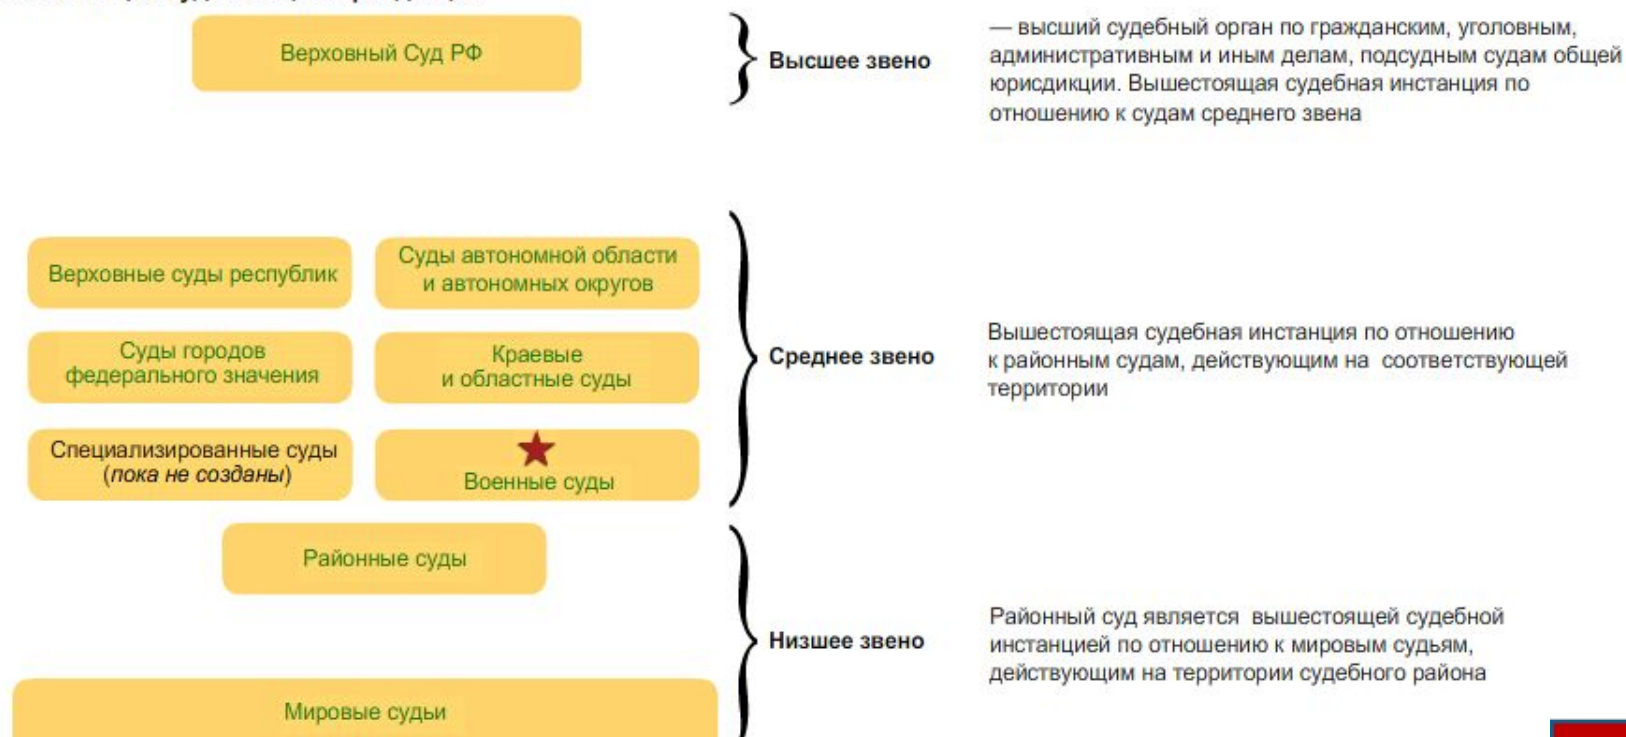 Верховный Суд РФ
Высшее звено
— высший судебный орган по гражданским, уголовным,
административным и иным делам, подсудным судам общей
юрисдикции. Вышестоящая судебная инстанция по
отношению к судам среднего звена
Верховные суды республик
Суды автономной области
и автономных округов
Суды городов
федерального значения
Краевые
и областные суды
Специализированные суды
(пока не созданы)
Военные суды
Среднее звено
Вышестоящая судебная инстанция по отношению
к районным судам, действующим на соответствующей
территории
Районные суды
Мировые судьи
Низшее звено
Районный суд является вышестоящей судебной
инстанцией по отношению к мировым судьям,
действующим на территории судебного района